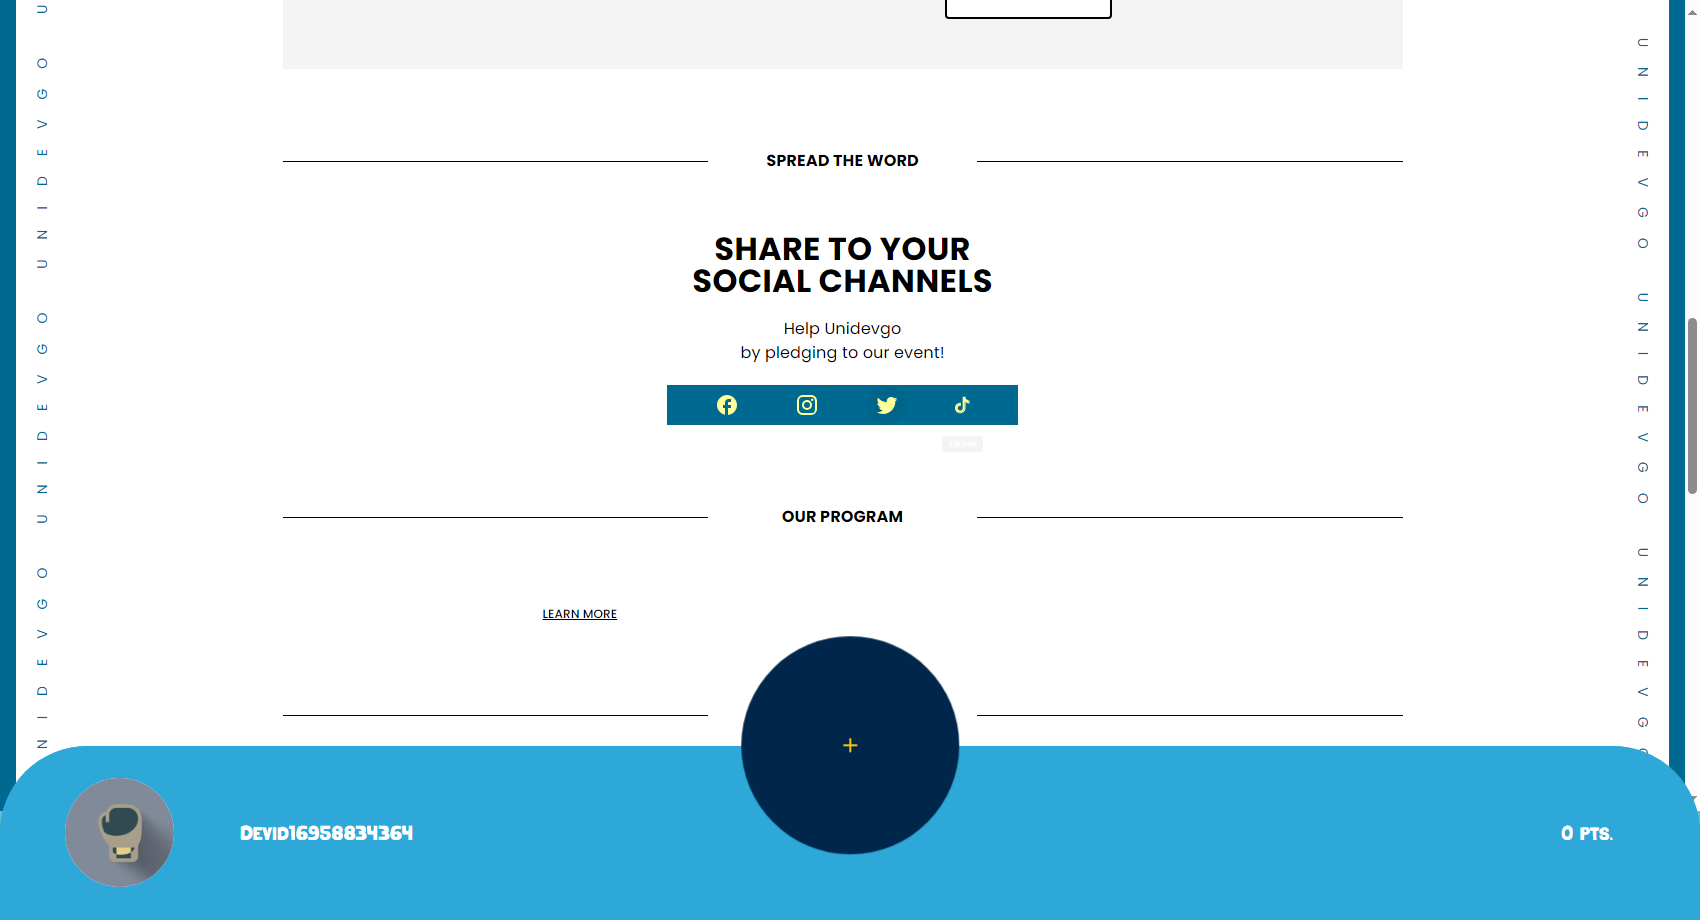 SPREAD THE WORD
SHARE TO YOUR
SOCIAL CHANNELS
Help Unidevgo
by pledging to our event!
OUR PROGRAM
LEARN MORE
+
Devid16958834364
0 pts.
U UNIDEVGO UNIDEVGO UNIDEVGO
UNIDEVGO UNIDEVGO UNIDEVGO